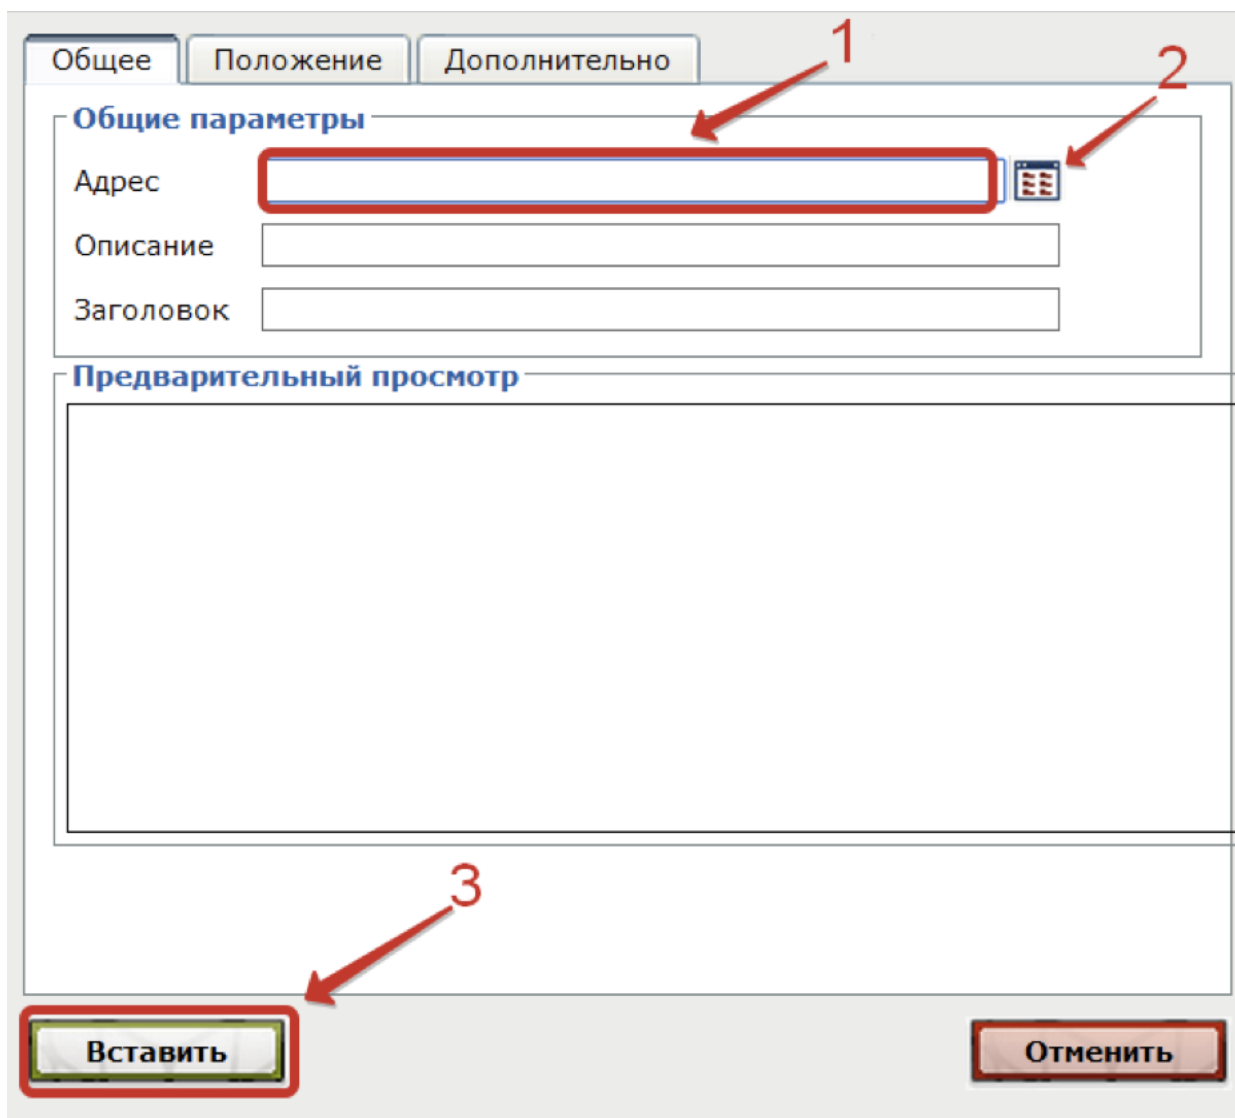 1
2
Общее Положение Дополнительно
Общие параметры
Адрес
Описание
Заголовок
Предварительный просмотр
3
Вставить Отменить